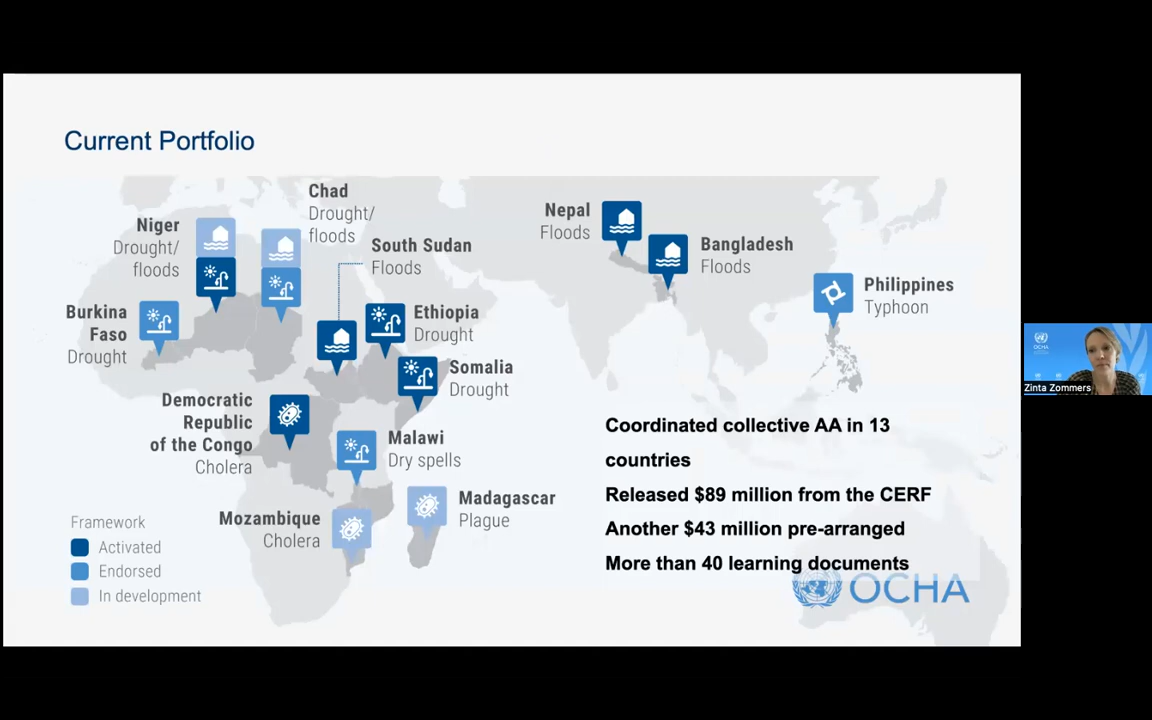 Current Portfolio
Chad
Drought/
floods
Niger
Drought/
floods
South Sudan
Floods
Burkina
Faso
Drought
Ethiopia
Drought
Somalia
Drought
Democratic
Republic
of the Congo
Cholera
Malawi
Dry spells
Madagascar
Plague
Mozambique
Cholera
Nepal
Floods
Bangladesh
Floods
Philippines
Typhoon
Framework
Activated
Endorsed
In development
Coordinated collective AA in 13
countries
Released $89 million from the CERF
Another $43 million pre-arranged
More than 40 learning documents
OCHA
OCHA
Zinta Zommers